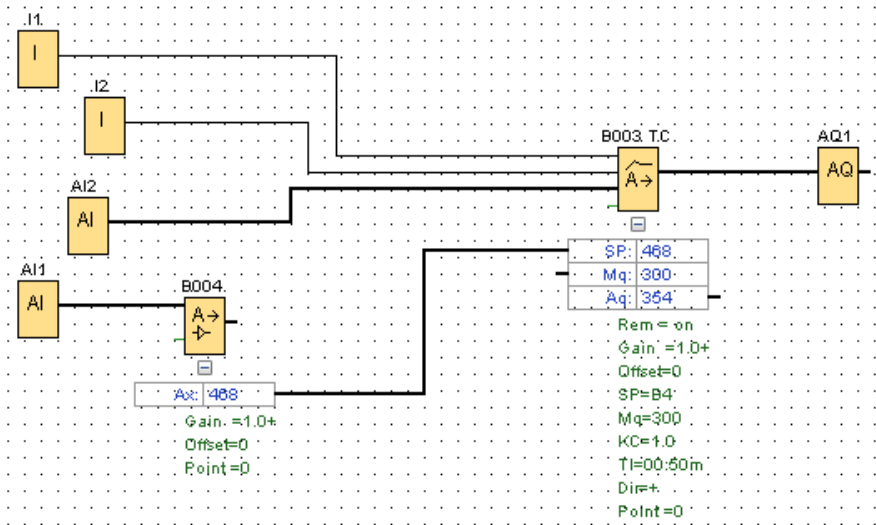 I1
I
I2
I
B003 T.C
A→
AQ1
AQ
AI2
AI
SP: 468
Mq: 300
Aq: 354
AI1
AI
B004
A→
Rem = on
Gain =1.0+
Offset=0
SP=B4
Mq=300
KC=1.0
TI=00:50m
Dir=+
Point=0
Ax: 468
Gain =1.0+
Offset=0
Point=0